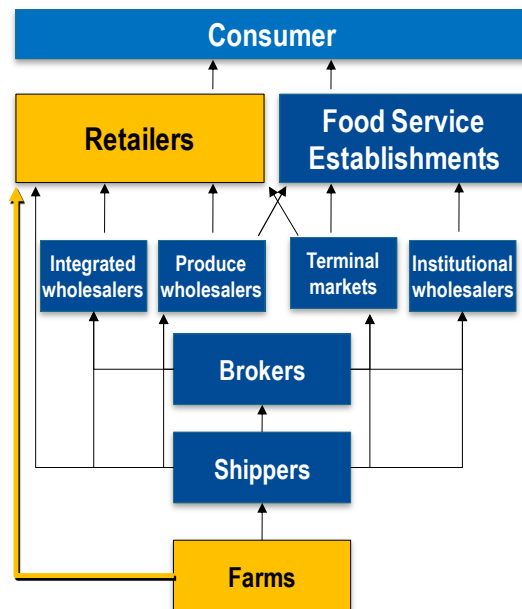 Consumer
Retailers
Food Service
Establishments
Integrated
wholesalers
Produce
wholesalers
Terminal
markets
Institutional
wholesalers
Brokers
Shippers
Farms